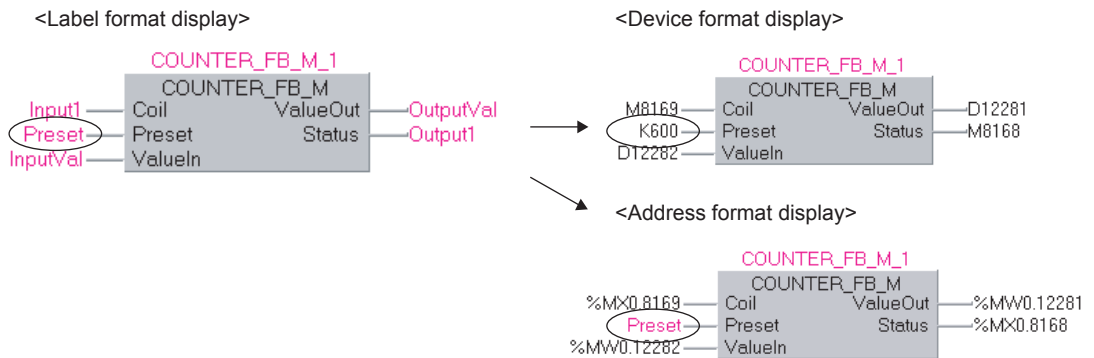 <Label format display>
COUNTER_FB_M_1
COUNTER_FB_M
Input1 Coil ValueOut OutputVal
Preset Preset Status Output1
InputVal ValueIn
<Device format display>
COUNTER_FB_M_1
COUNTER_FB_M
M8169 Coil ValueOut D12281
K600 Preset Status M8168
D12282 ValueIn
<Address format display>
COUNTER_FB_M_1
COUNTER_FB_M
%MX0.8169 Coil ValueOut %MW0.12281
Preset Preset Status %MX0.8168
%MW0.12282 ValueIn